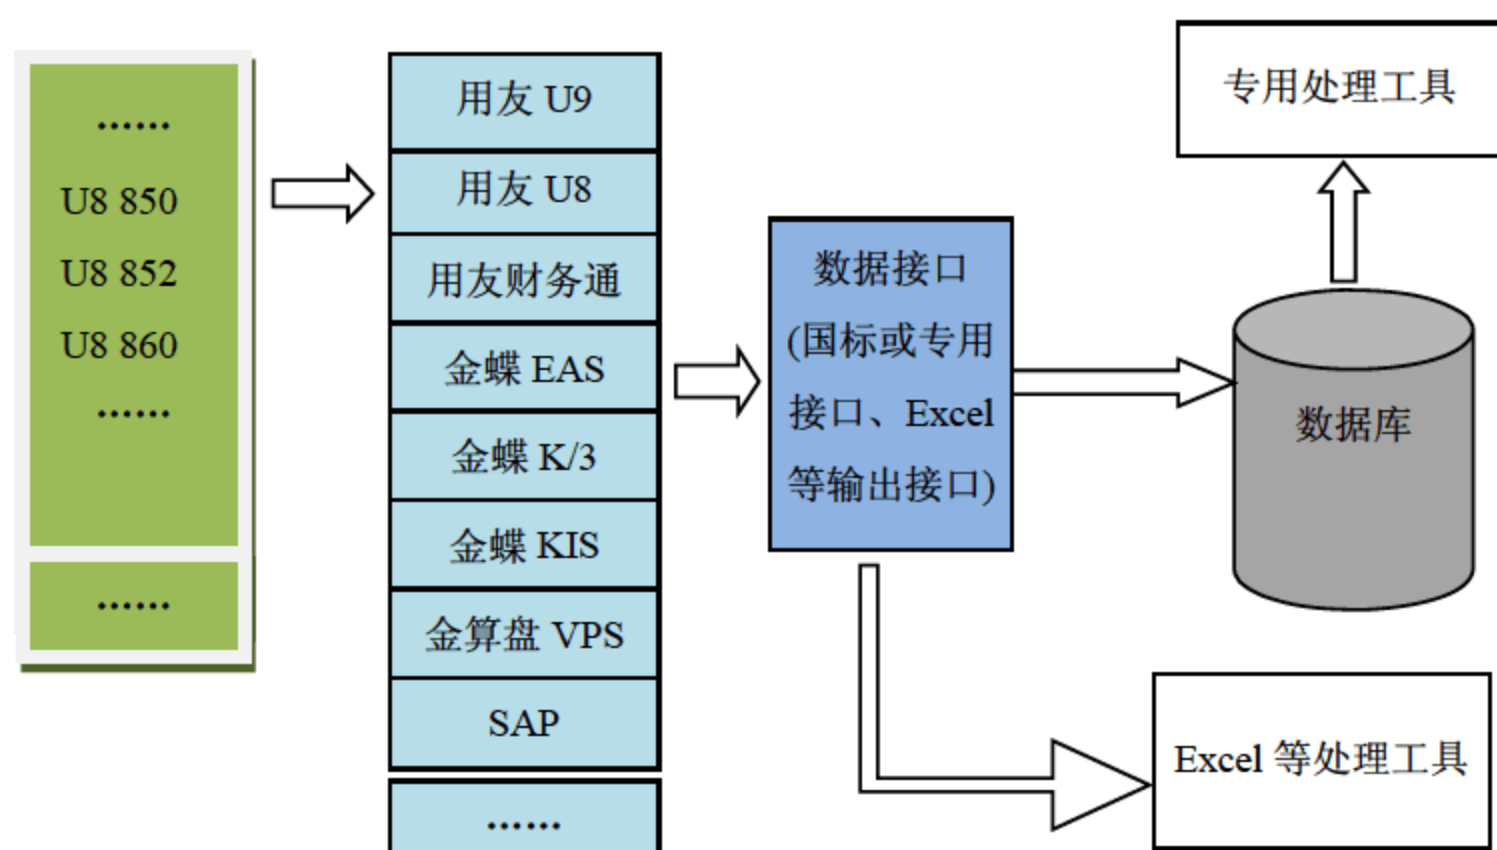 ……
U8 850
U8 852
U8 860
……
……
用友 U9
用友 U8
用友财务通
金蝶 EAS
金蝶 K/3
金蝶 KIS
金算盘 VPS
SAP
……
数据接口
(国标或专用
接口、Excel
等输出接口)
专用处理工具
数据库
Excel 等处理工具